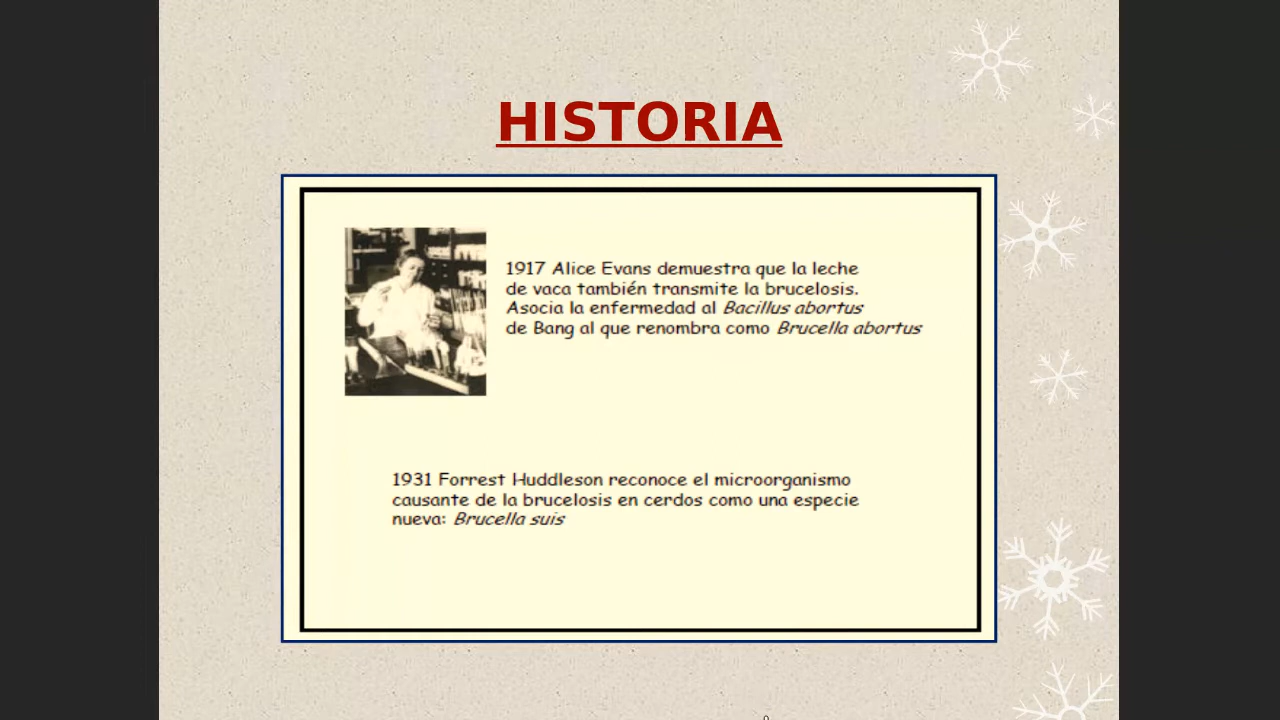 HISTORIA
1917 Alice Evans demuestra que la leche
de vaca también transmite la brucelosis.
Asocia la enfermedad al Bacillus abortus
de Bang al que renombra como Brucella abortus
1931 Forrest Huddleson reconoce el microorganismo
causante de la brucelosis en cerdos como una especie
nueva: Brucella suis